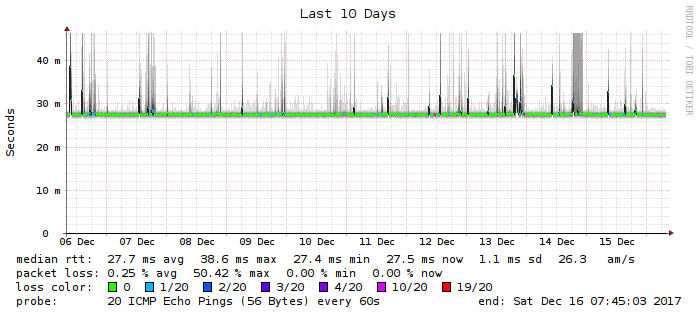 Last 10 Days
RRDTOOL / TOBI OETIKER
Seconds
40 m
30 m
20 m
10 m
0
06 Dec 07 Dec 08 Dec 09 Dec 10 Dec 11 Dec 12 Dec 13 Dec 14 Dec 15 Dec
median rtt: 27.7 ms avg 38.6 ms max 27.4 ms min 27.5 ms now 1.1 ms sd 26.3 am/s
packet loss: 0.25 % avg 50.42 % max 0.00 % min 0.00 % now
loss color: 0 1/20 2/20 3/20 4/20 10/20 19/20
probe: 20 ICMP Echo Pings (56 Bytes) every 60s end: Sat Dec 16 07:45:03 2017